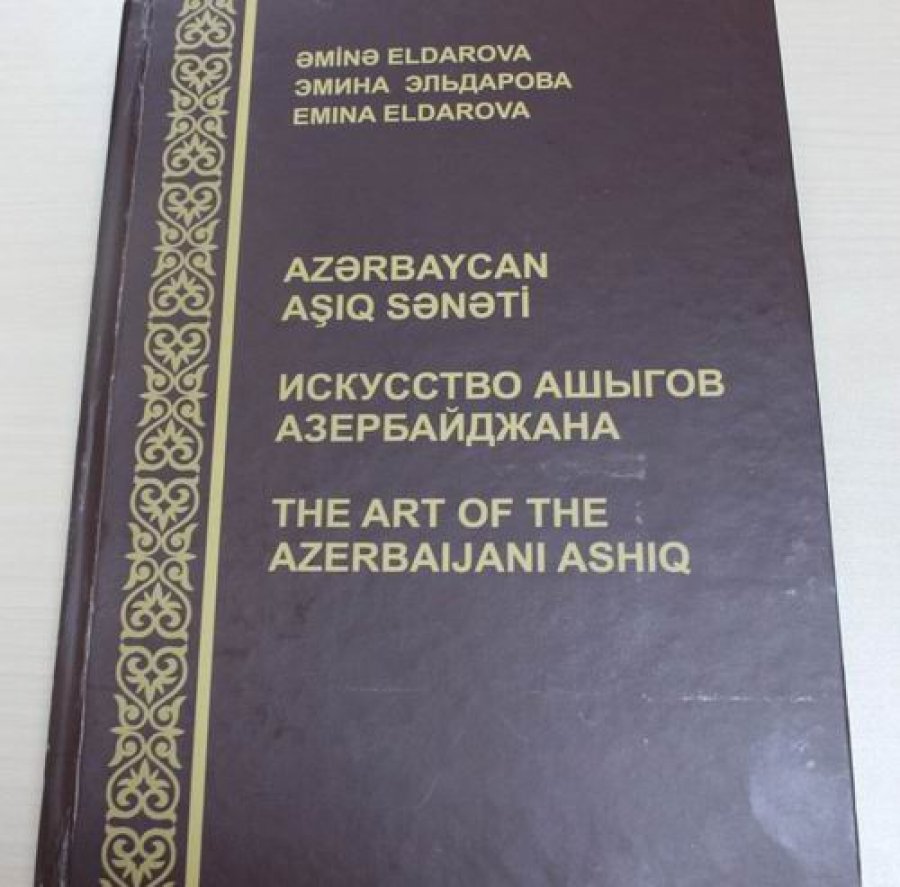 ƏMİNƏ ELDAROVA
ЭМИНА ЭЛЬДАРОВА
EMINA ELDAROVA
AZƏRBAYCAN
AŞIQ SƏNƏTİ
ИСКУССТВО АШЫГОВ
АЗЕРБАЙДЖАНА
THE ART OF THE
AZERBAIJANI ASHIQ